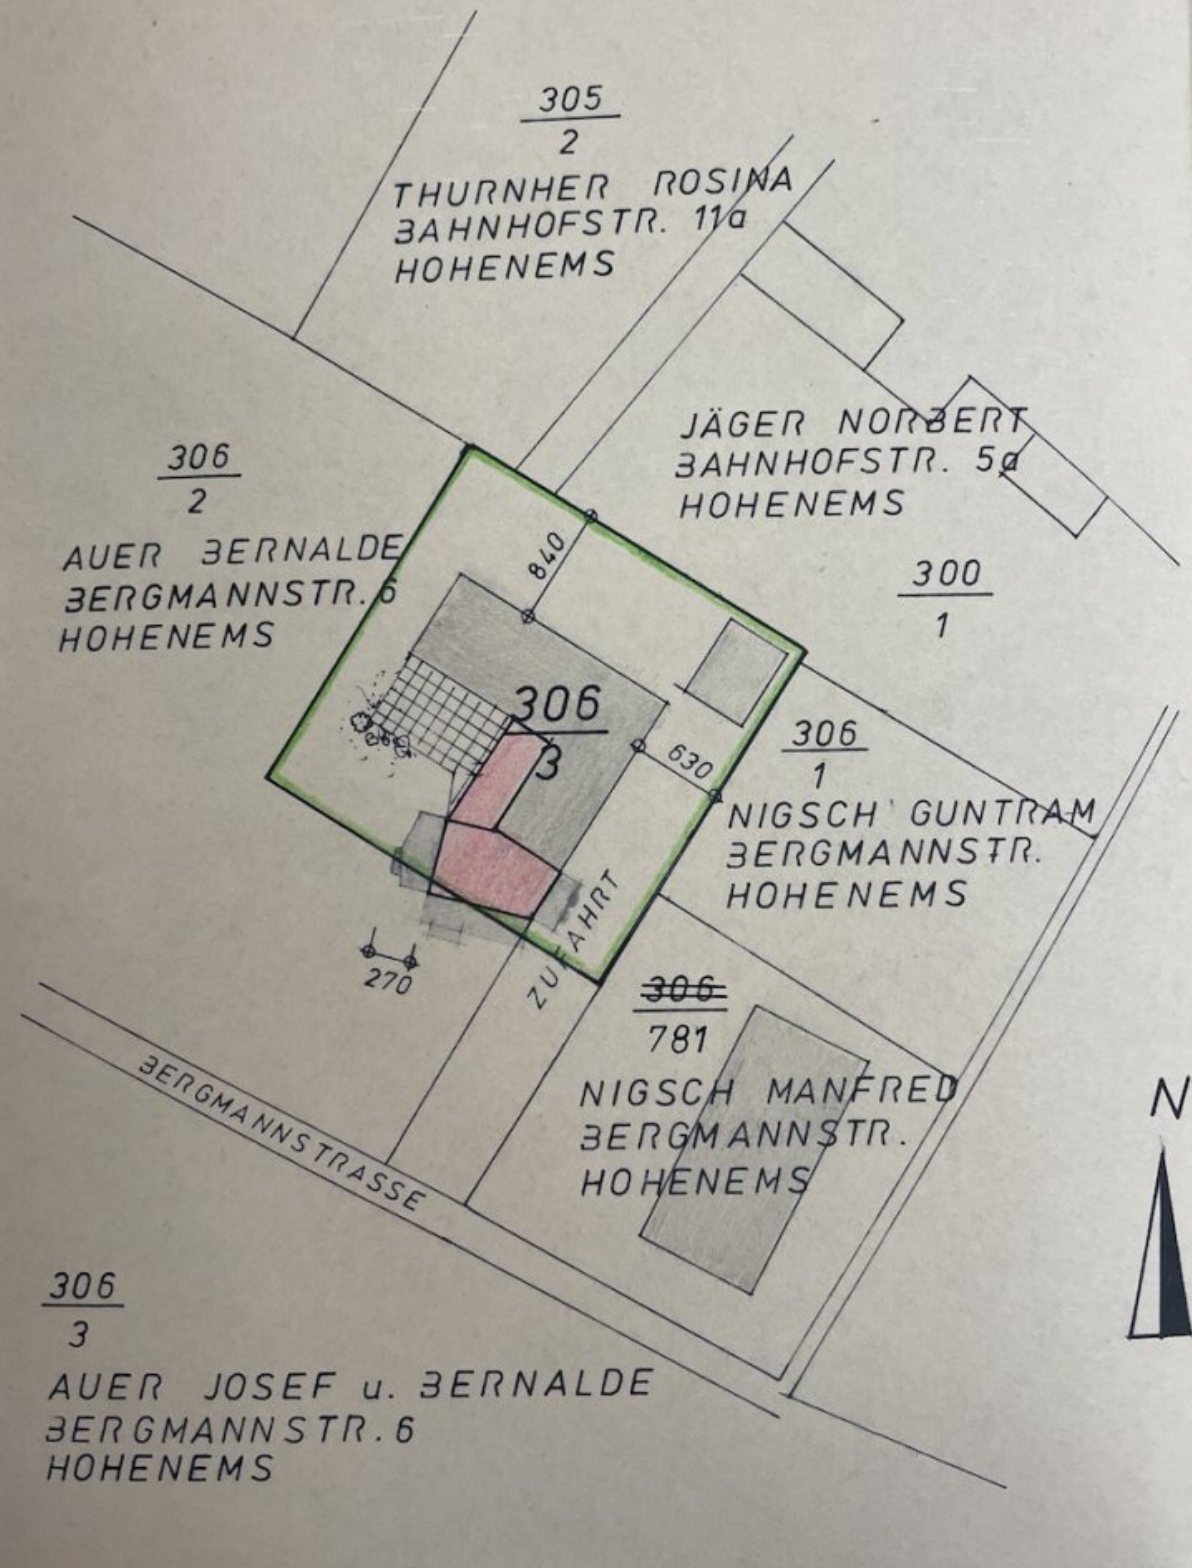 305
2
THURNHER ROSINA
BAHNHOFSTR. 11a
HOHENEMS
JÄGER NORBERT
BAHNHOFSTR. 5a
HOHENEMS
306
2
AUER BERNALDE
BERGMANNSTR. 6
HOHENEMS
840
300
1
306
3
630
306
1
NIGSCH GUNTRAM
BERGMANNSTR.
HOHENEMS
ZUFAHRT
270
306
781
NIGSCH MANFRED
BERGMANNSTR.
HOHENEMS
BERGMANNSTRASSE
N
306
3
AUER JOSEF u. BERNALDE
BERGMANNSTR. 6
HOHENEMS